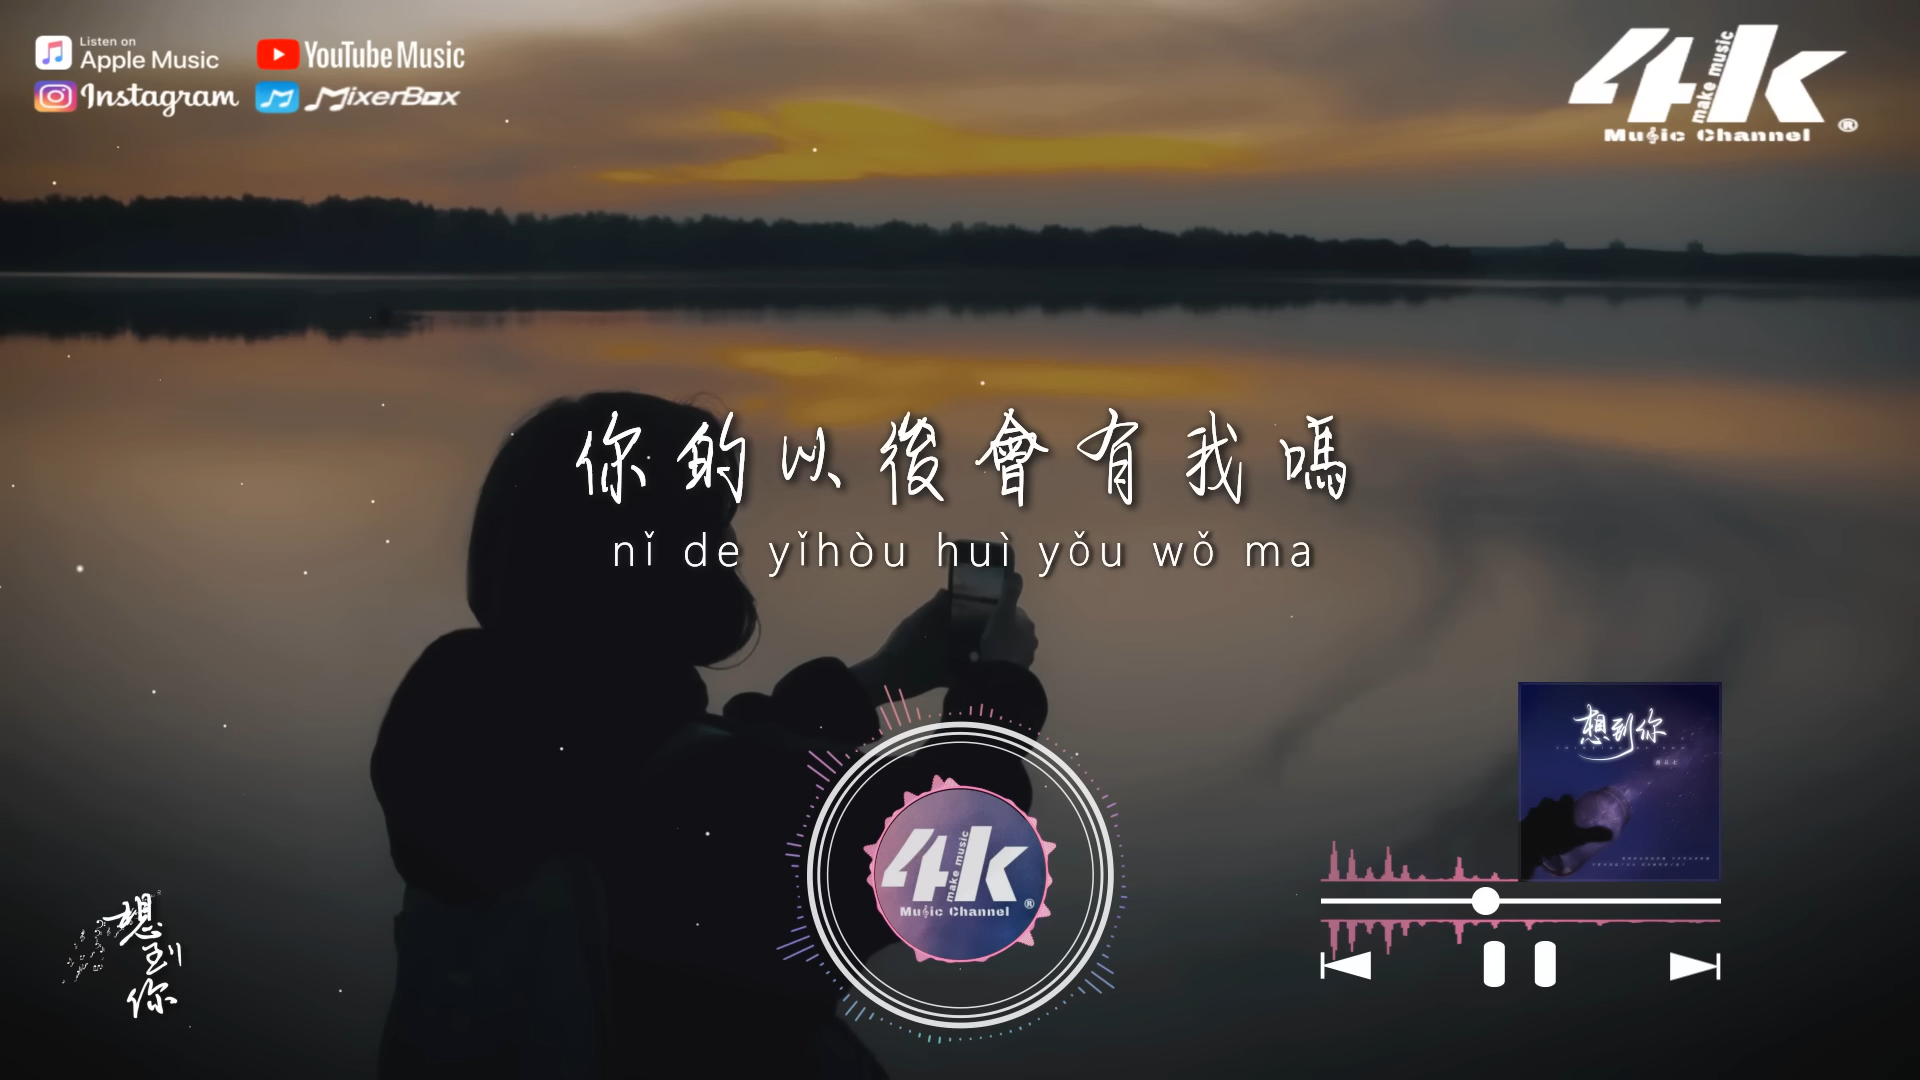 Listen on
Apple Music
YouTube Music
Instagram
MixerBox
4k
make music
Music Channel
®
你的以後會有我嗎
nǐ de yǐhòu huì yǒu wǒ ma
想到你
4k
make music
Music Channel
®
想到你